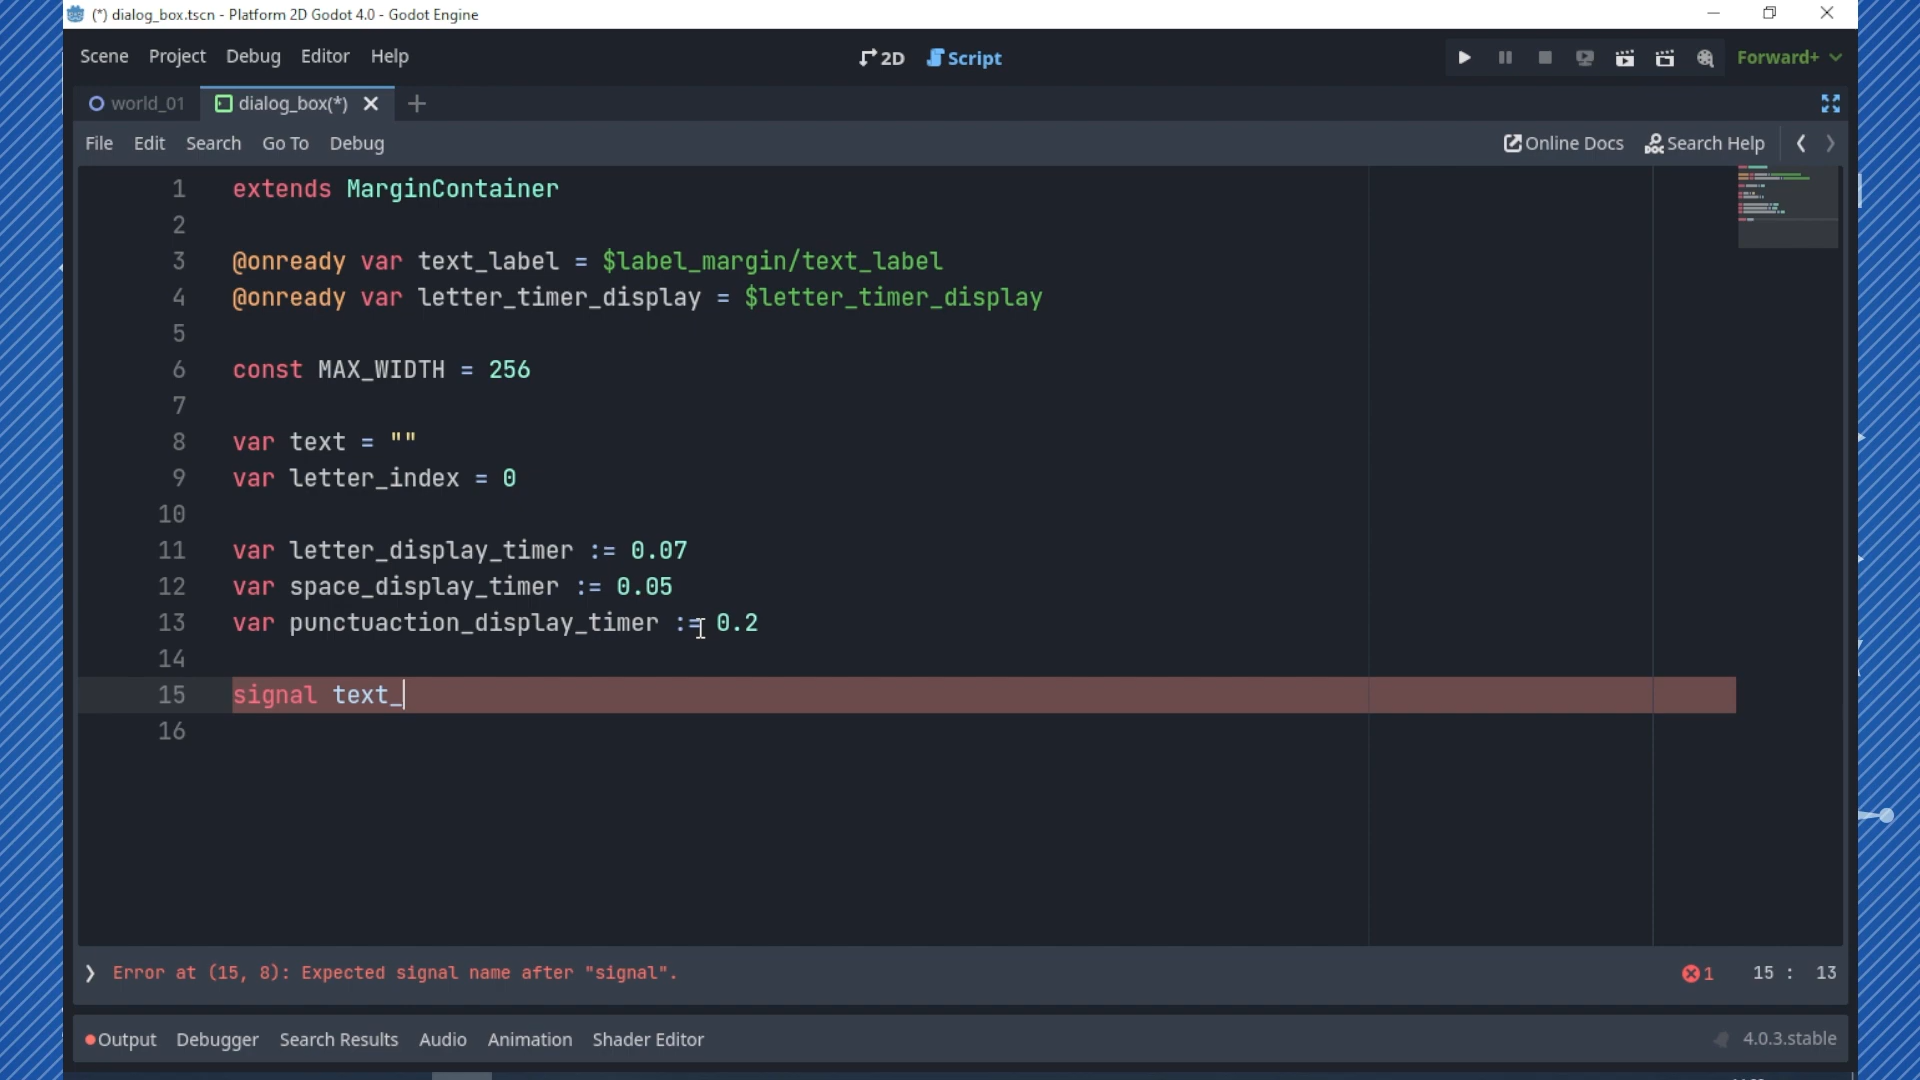 (*) dialog_box.tscn - Platform 2D Godot 4.0 - Godot Engine
Scene Project Debug Editor Help 2D Script Forward+
world_01 dialog_box(*)
File Edit Search Go To Debug Online Docs Search Help
1 extends MarginContainer
2
3 @onready var text_label = $label_margin/text_label
4 @onready var letter_timer_display = $letter_timer_display
5
6 const MAX_WIDTH = 256
7
8 var text = ""
9 var letter_index = 0
10
11 var letter_display_timer := 0.07
12 var space_display_timer := 0.05
13 var punctuaction_display_timer := 0.2
14
15 signal text_
16
Error at (15, 8): Expected signal name after "signal". 1 15 : 13
Output Debugger Search Results Audio Animation Shader Editor 4.0.3.stable